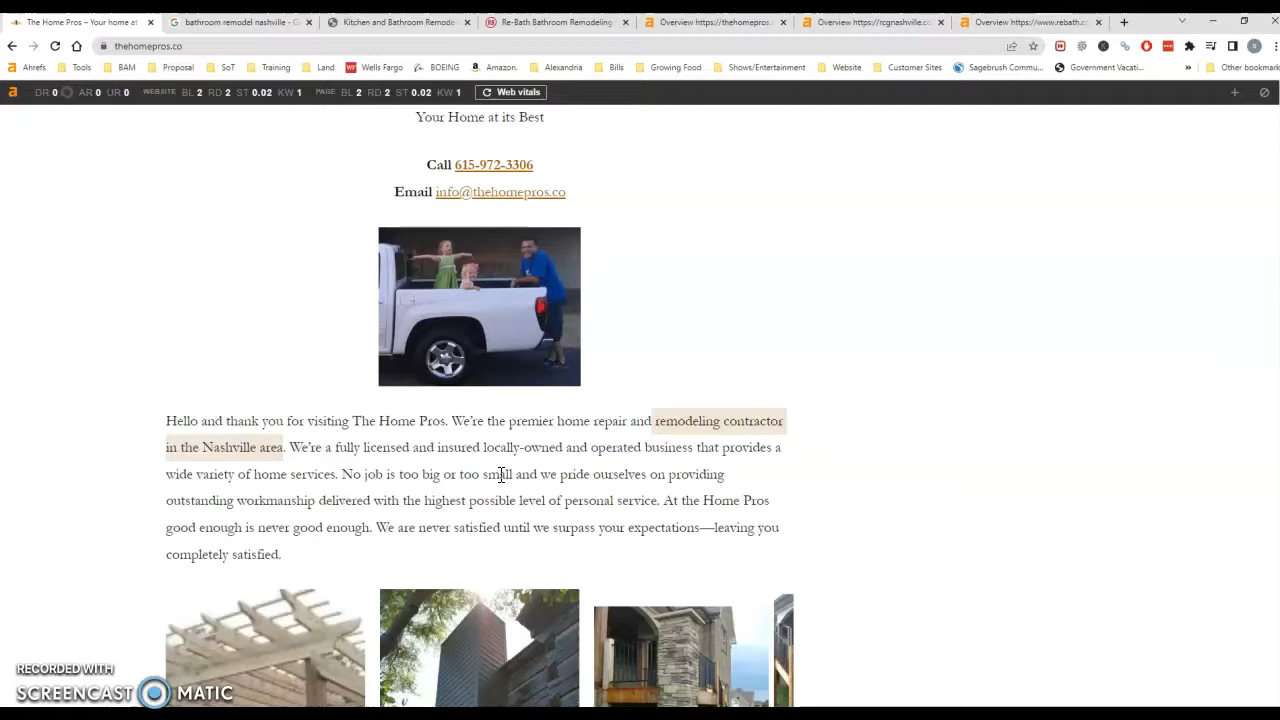 The Home Pros – Your home at
bathroom remodel nashville - G
Kitchen and Bathroom Remode
Re-Bath Bathroom Remodeling
Overview https://thehomepros.
Overview https://rcgnashville.co
Overview https://www.rebath.c
thehomepros.co
Ahrefs
Tools
BAM
Proposal
SoT
Training
Land
Wells Fargo
BOEING
Amazon.
Alexandria
Bills
Growing Food
Shows/Entertainment
Website
Customer Sites
Sagebrush Commu...
Government Vacati...
»
Other bookmark
DR 0 AR 0 UR 0 WEBSITE BL 2 RD 2 ST 0.02 KW 1 PAGE BL 2 RD 2 ST 0.02 KW 1 Web vitals
Your Home at its Best
Call 615-972-3306
Email info@thehomepros.co
Hello and thank you for visiting The Home Pros. We're the premier home repair and remodeling contractor
in the Nashville area. We're a fully licensed and insured locally-owned and operated business that provides a
wide variety of home services. No job is too big or too small and we pride ourselves on providing
outstanding workmanship delivered with the highest possible level of personal service. At the Home Pros
good enough is never good enough. We are never satisfied until we surpass your expectations—leaving you
completely satisfied.
RECORDED WITH
SCREENCAST MATIC